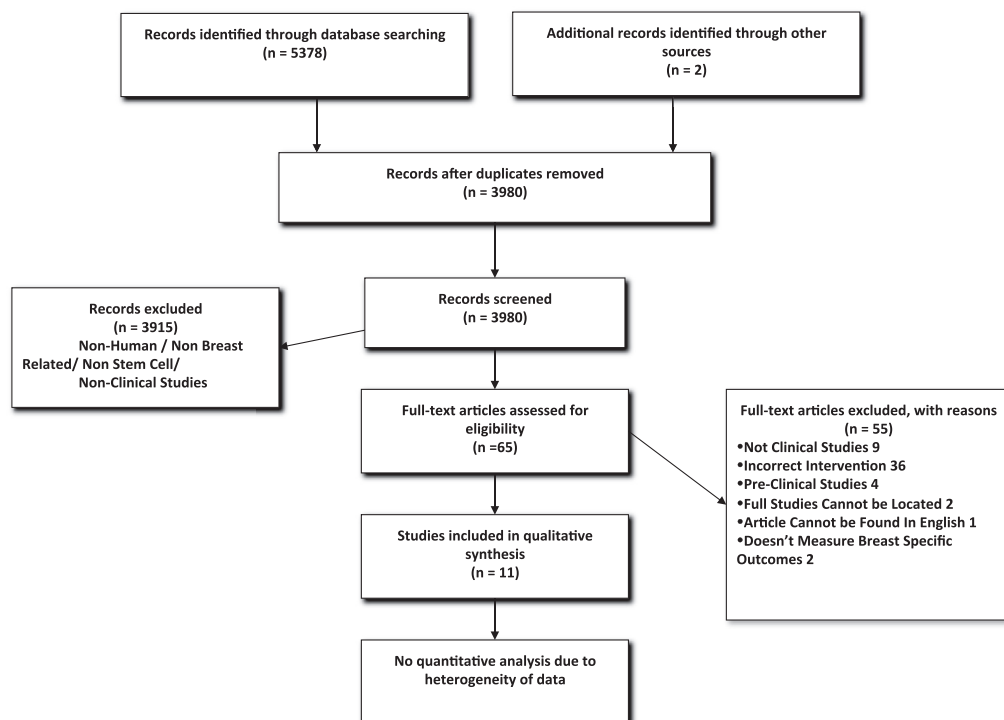 Records identified through database searching
(n = 5378)
Additional records identified through other
sources
(n = 2)
Records after duplicates removed
(n = 3980)
Records screened
(n = 3980)
Records excluded
(n = 3915)
Non-Human / Non Breast
Related/ Non Stem Cell/
Non-Clinical Studies
Full-text articles assessed for
eligibility
(n =65)
Full-text articles excluded, with reasons
(n = 55)
•Not Clinical Studies 9
•Incorrect Intervention 36
•Pre-Clinical Studies 4
•Full Studies Cannot be Located 2
•Article Cannot be Found In English 1
•Doesn’t Measure Breast Specific
Outcomes 2
Studies included in qualitative
synthesis
(n = 11)
No quantitative analysis due to
heterogeneity of data